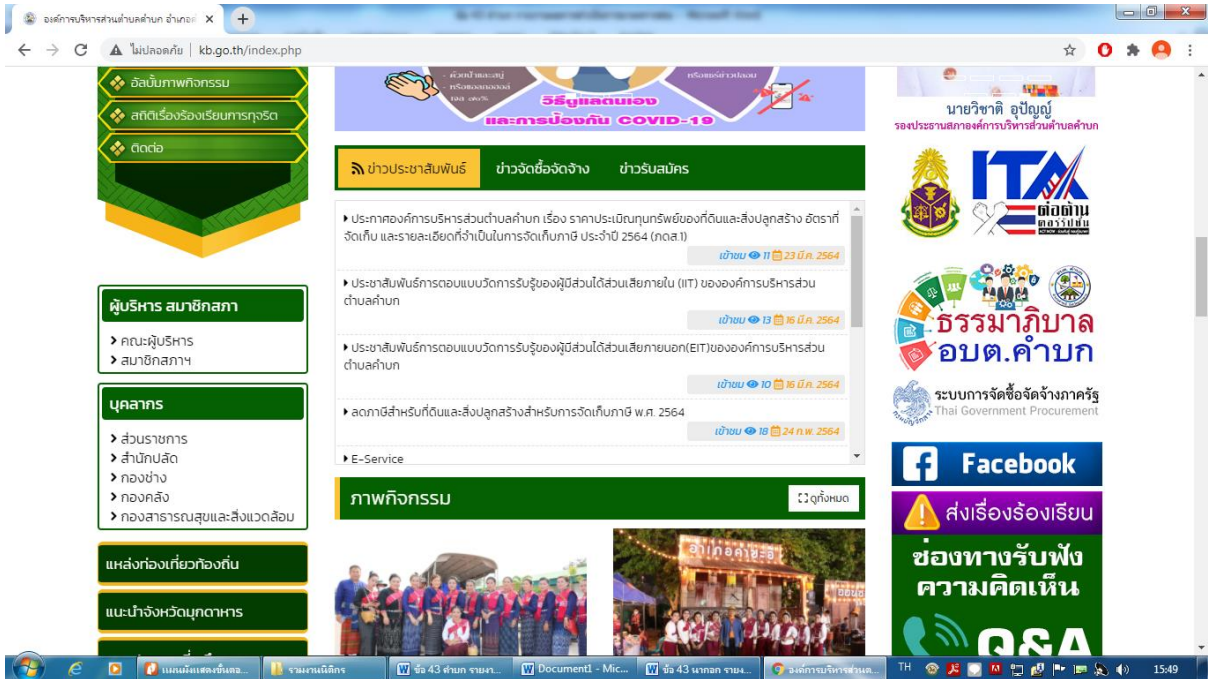 องค์การบริหารส่วนตำบลคำบก อำเภอ
ไม่ปลอดภัย kb.go.th/index.php
อัลบั้มภาพกิจกรรม
สถิติเรื่องร้องเรียนการทุจริต
ติดต่อ
ผู้บริหาร สมาชิกสภา
คณะผู้บริหาร
สมาชิกสภาฯ
บุคลากร
ส่วนราชการ
สำนักปลัด
กองช่าง
กองคลัง
กองสาธารณสุขและสิ่งแวดล้อม
แหล่งท่องเที่ยวท้องถิ่น
แนะนำจังหวัดมุกดาหาร
วิธีดูแลตนเอง
และการป้องกัน COVID-19
ข่าวประชาสัมพันธ์ ข่าวจัดซื้อจัดจ้าง ข่าวรับสมัคร
ประกาศองค์การบริหารส่วนตำบลคำบก เรื่อง ราคาประเมินทุนทรัพย์ของที่ดินและสิ่งปลูกสร้าง อัตราที่
จัดเก็บ และรายละเอียดที่จำเป็นในการจัดเก็บภาษี ประจำปี 2564 (ภดส.1)
เข้าชม 11 23 มี.ค. 2564
ประชาสัมพันธ์การตอบแบบวัดการรับรู้ของผู้มีส่วนได้ส่วนเสียภายใน (IIT) ขององค์การบริหารส่วน
ตำบลคำบก
เข้าชม 13 16 มี.ค. 2564
ประชาสัมพันธ์การตอบแบบวัดการรับรู้ของผู้มีส่วนได้ส่วนเสียภายนอก(EIT)ขององค์การบริหารส่วน
ตำบลคำบก
เข้าชม 10 16 มี.ค. 2564
ลดภาษีสำหรับที่ดินและสิ่งปลูกสร้างสำหรับการจัดเก็บภาษี พ.ศ. 2564
เข้าชม 18 24 ก.พ. 2564
E-Service
ภาพกิจกรรม ดูทั้งหมด
อำเภอคำชะอี
นายวิชาติ อุปัญญ์
รองประธานสภาองค์การบริหารส่วนตำบลคำบก
ITA
ต่อต้าน
คอร์รัปชัน
ธรรมาภิบาล
อบต.คำบก
ระบบการจัดซื้อจัดจ้างภาครัฐ
Thai Government Procurement
Facebook
ส่งเรื่องร้องเรียน
ช่องทางรับฟัง
ความคิดเห็น
Q&A
รวมงานนิติกร
Document1 - Mic...
TH
15:49